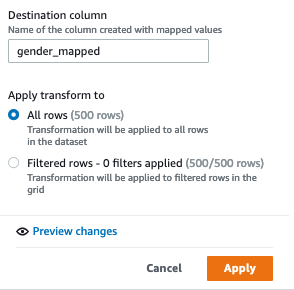 Destination column
Name of the column created with mapped values
gender_mapped
Apply transform to
All rows (500 rows)
Transformation will be applied to all rows
in the dataset
Filtered rows - 0 filters applied (500/500 rows)
Transformation will be applied to filtered rows in the
grid
Preview changes
Cancel
Apply